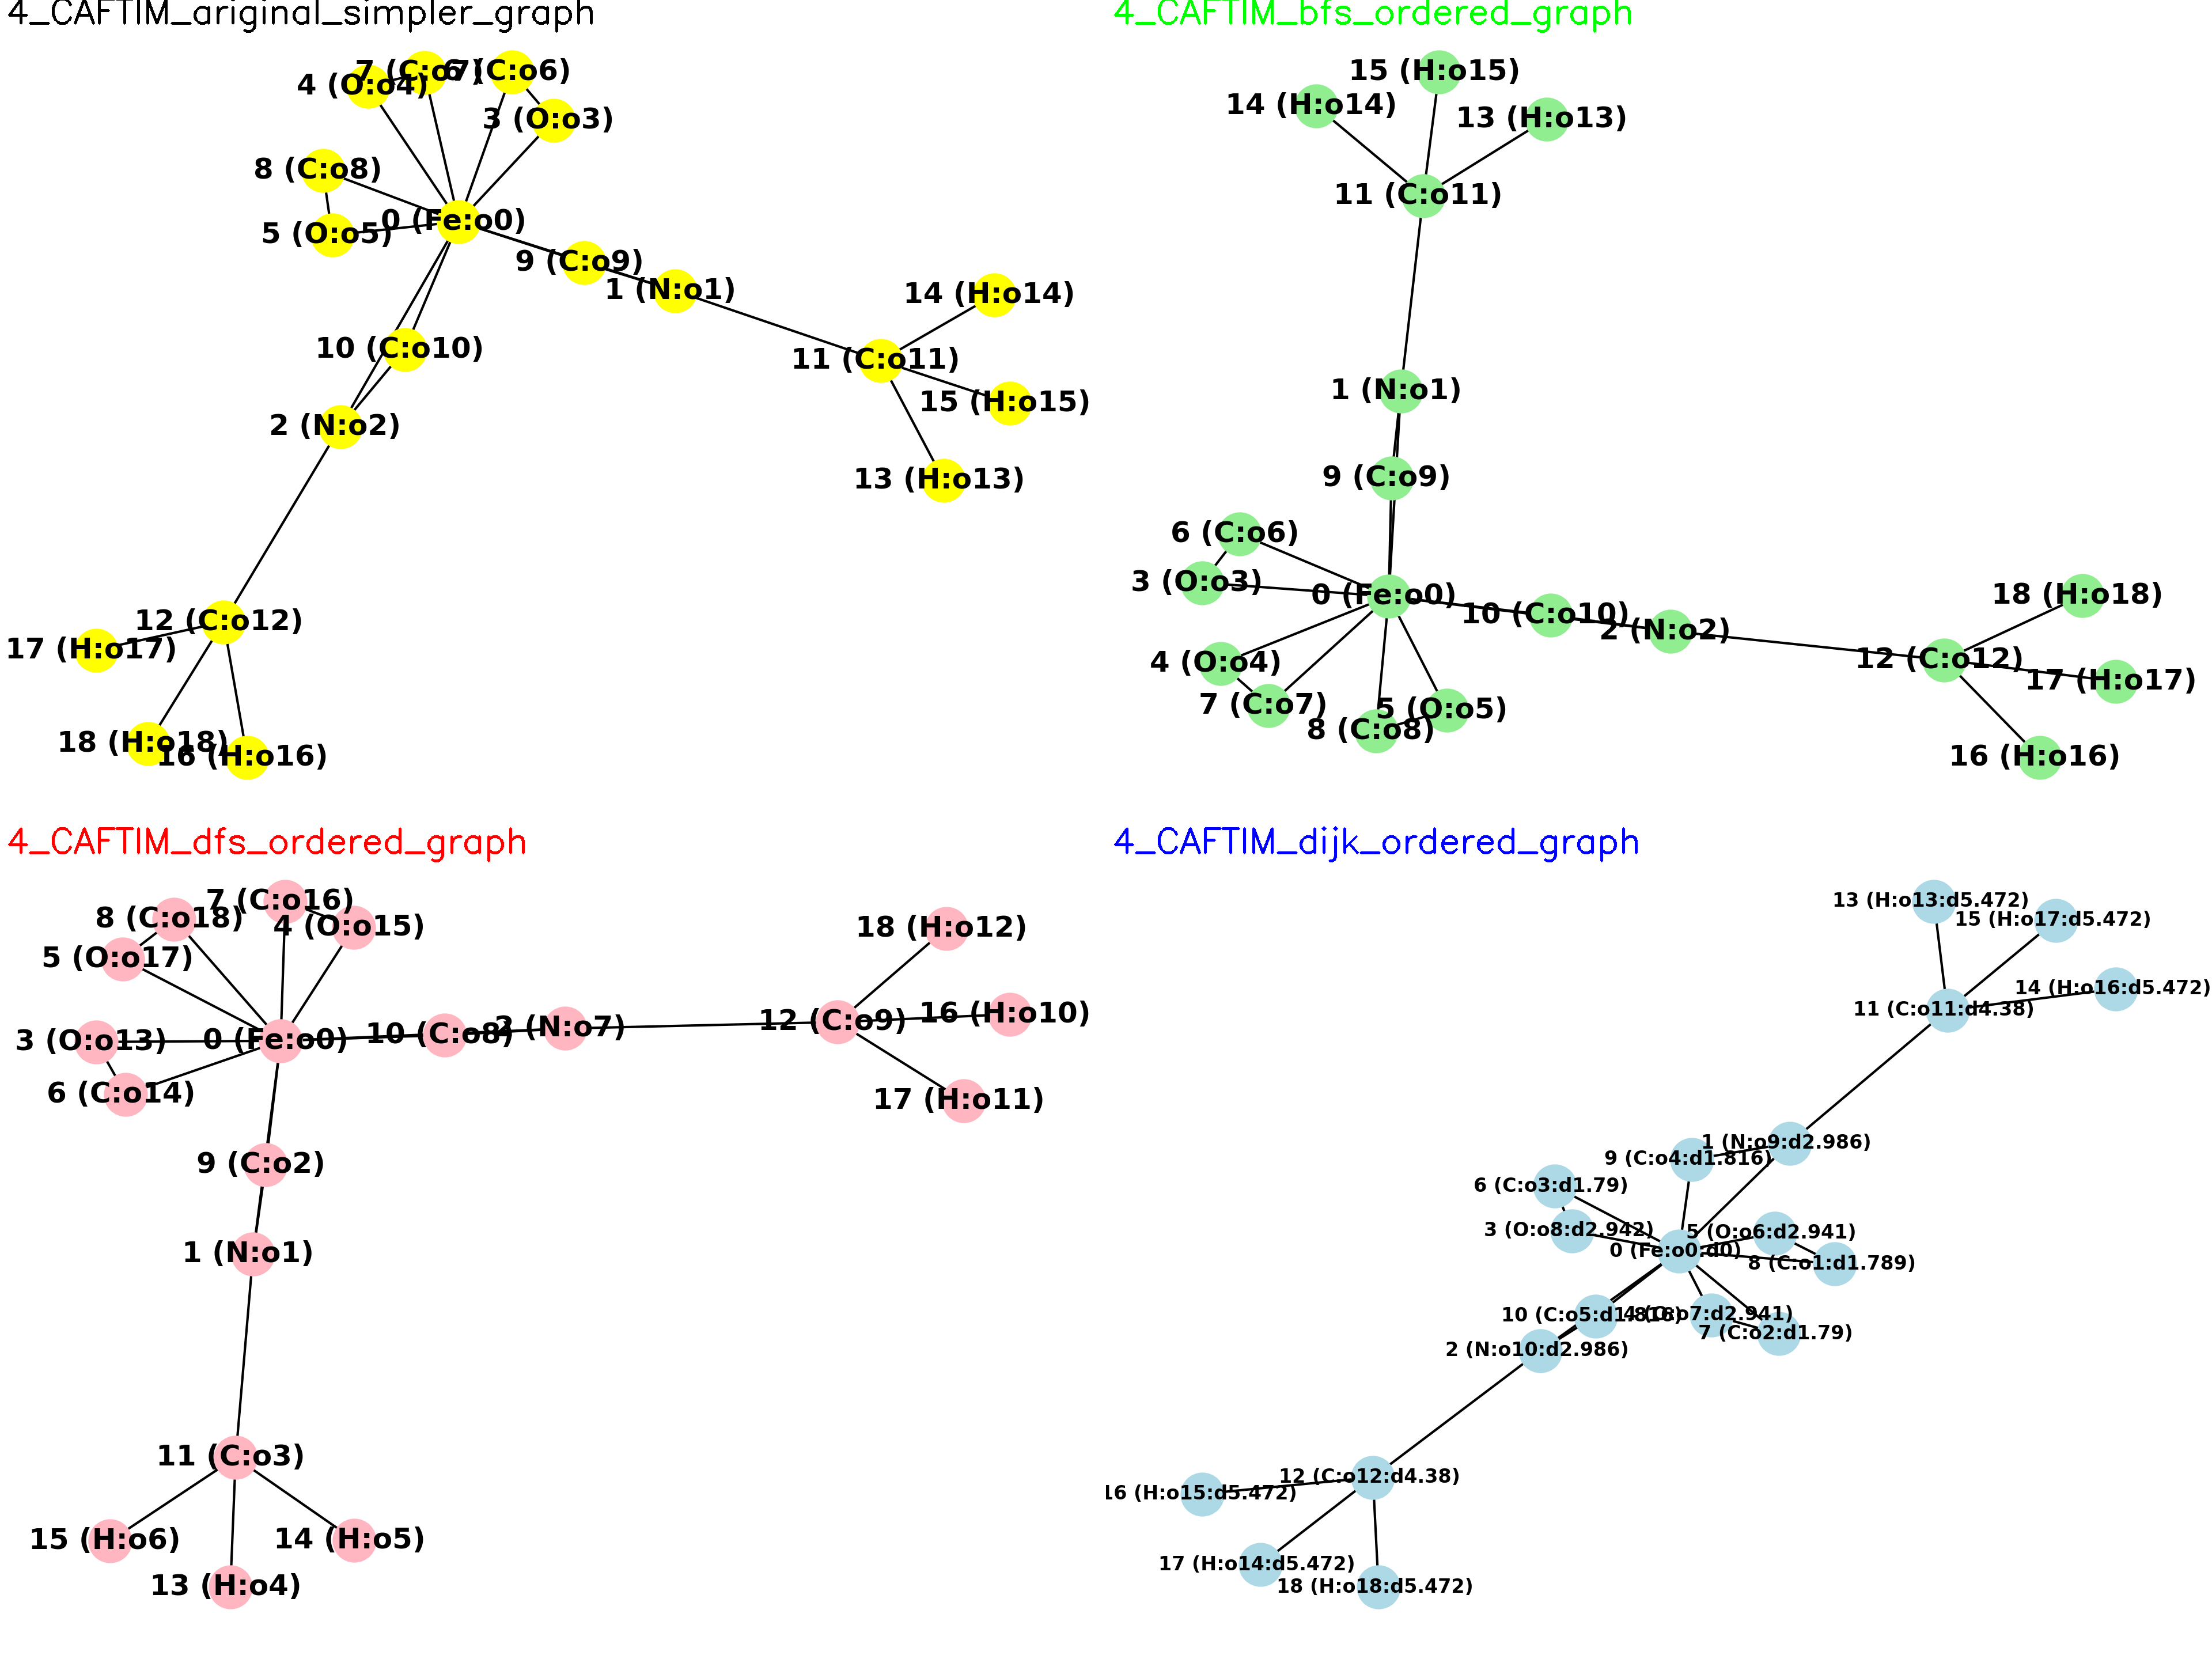 4_CAFTIM_ariginal_simpler_graph
7 (C:o7)
6 (C:o6)
4 (O:o4)
3 (O:o3)
8 (C:o8)
0 (Fe:o0)
5 (O:o5)
9 (C:o9)
1 (N:o1)
14 (H:o14)
10 (C:o10)
11 (C:o11)
15 (H:o15)
2 (N:o2)
13 (H:o13)
12 (C:o12)
17 (H:o17)
18 (H:o18)
16 (H:o16)
4_CAFTIM_bfs_ordered_graph
15 (H:o15)
14 (H:o14)
13 (H:o13)
11 (C:o11)
1 (N:o1)
9 (C:o9)
6 (C:o6)
3 (O:o3)
0 (Fe:o0)
10 (C:o10)
2 (N:o2)
18 (H:o18)
4 (O:o4)
12 (C:o12)
17 (H:o17)
7 (C:o7)
5 (O:o5)
8 (C:o8)
16 (H:o16)
4_CAFTIM_dfs_ordered_graph
7 (C:o16)
8 (C:o18)
4 (O:o15)
18 (H:o12)
5 (O:o17)
3 (O:o13)
0 (Fe:o0)
10 (C:o8)
2 (N:o7)
12 (C:o9)
16 (H:o10)
6 (C:o14)
17 (H:o11)
9 (C:o2)
1 (N:o1)
11 (C:o3)
15 (H:o6)
14 (H:o5)
13 (H:o4)
4_CAFTIM_dijk_ordered_graph
13 (H:o13:d5.472)
15 (H:o17:d5.472)
14 (H:o16:d5.472)
11 (C:o11:d4.38)
1 (N:o9:d2.986)
9 (C:o4:d1.816)
6 (C:o3:d1.79)
3 (O:o8:d2.942)
5 (O:o6:d2.941)
0 (Fe:o0:d0)
8 (C:o1:d1.789)
10 (C:o5:d1.816)
4 (O:o7:d2.941)
7 (C:o2:d1.79)
2 (N:o10:d2.986)
12 (C:o12:d4.38)
16 (H:o15:d5.472)
17 (H:o14:d5.472)
18 (H:o18:d5.472)